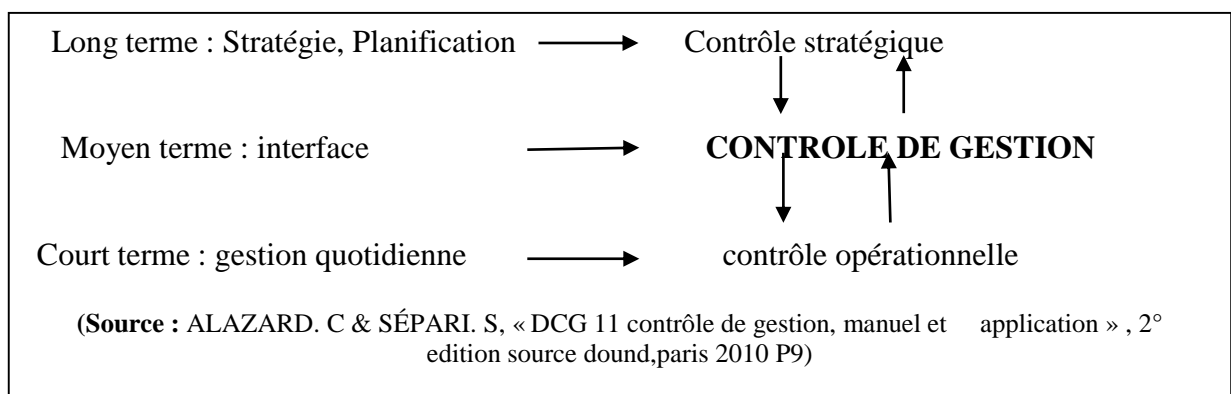 Long terme : Stratégie, Planification Contrôle stratégique
Moyen terme : interface CONTROLE DE GESTION
Court terme : gestion quotidienne contrôle opérationnelle
(Source : ALAZARD. C & SÉPARI. S, « DCG 11 contrôle de gestion, manuel et application » , 2°
edition source dound,paris 2010 P9)